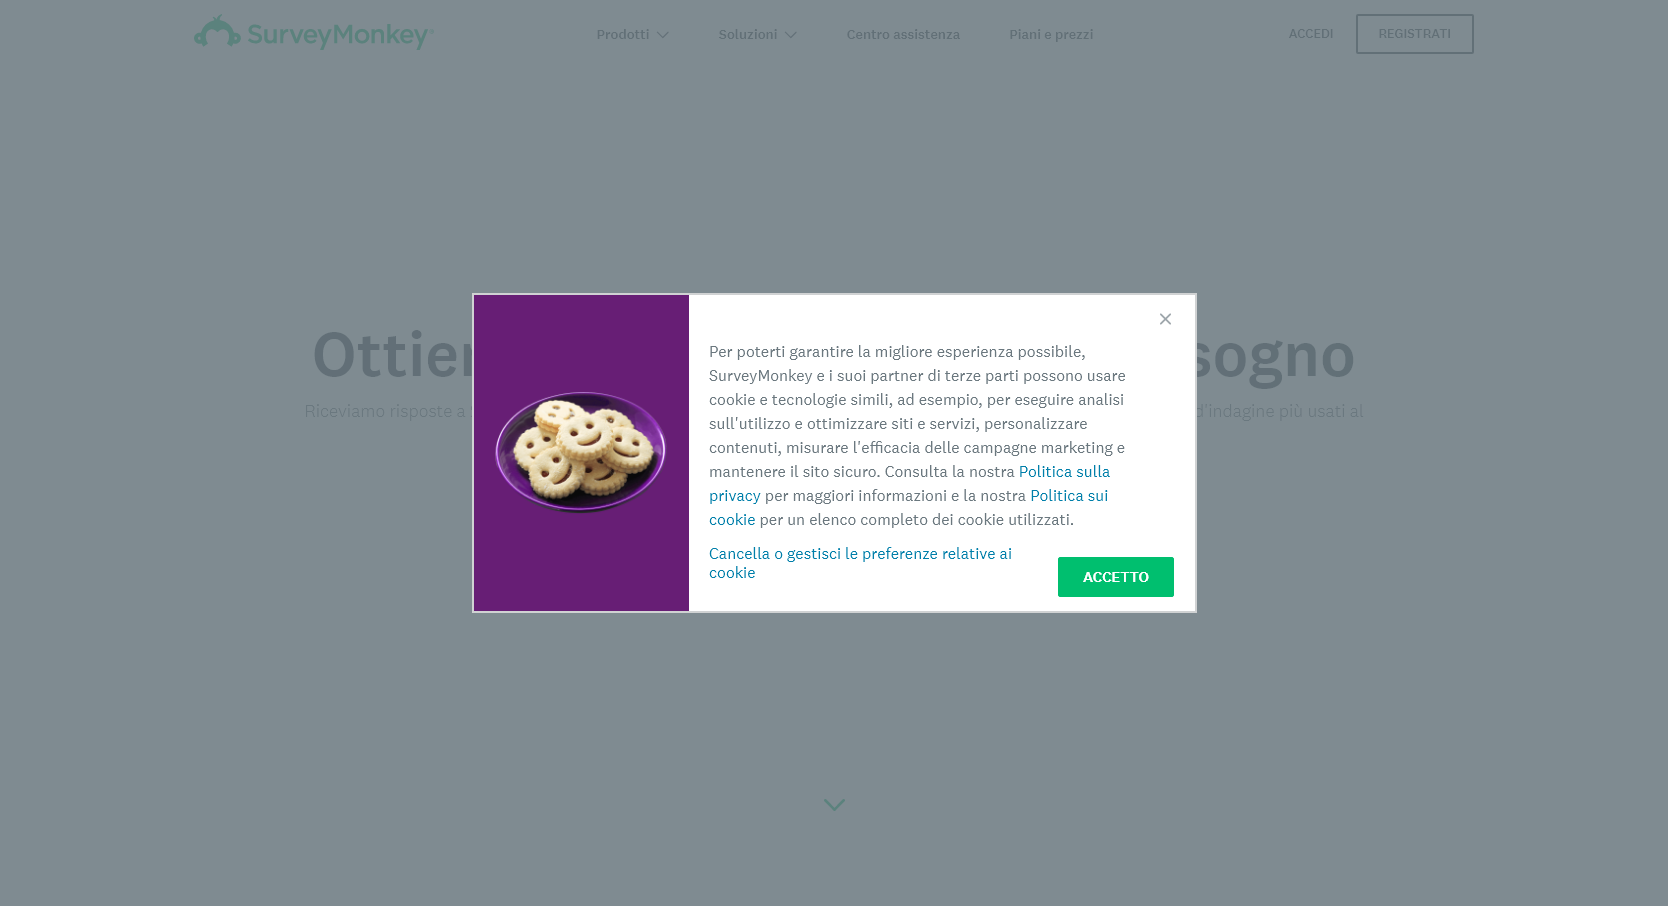 SurveyMonkey®
Prodotti
Soluzioni
Centro assistenza
Piani e prezzi
ACCEDI
REGISTRATI
Per poterti garantire la migliore esperienza possibile,
SurveyMonkey e i suoi partner di terze parti possono usare
cookie e tecnologie simili, ad esempio, per eseguire analisi
sull'utilizzo e ottimizzare siti e servizi, personalizzare
contenuti, misurare l'efficacia delle campagne marketing e
mantenere il sito sicuro. Consulta la nostra Politica sulla
privacy per maggiori informazioni e la nostra Politica sui
cookie per un elenco completo dei cookie utilizzati.
Cancella o gestisci le preferenze relative ai
cookie
ACCETTO
Riceviamo risposte a
d'indagine più usati al